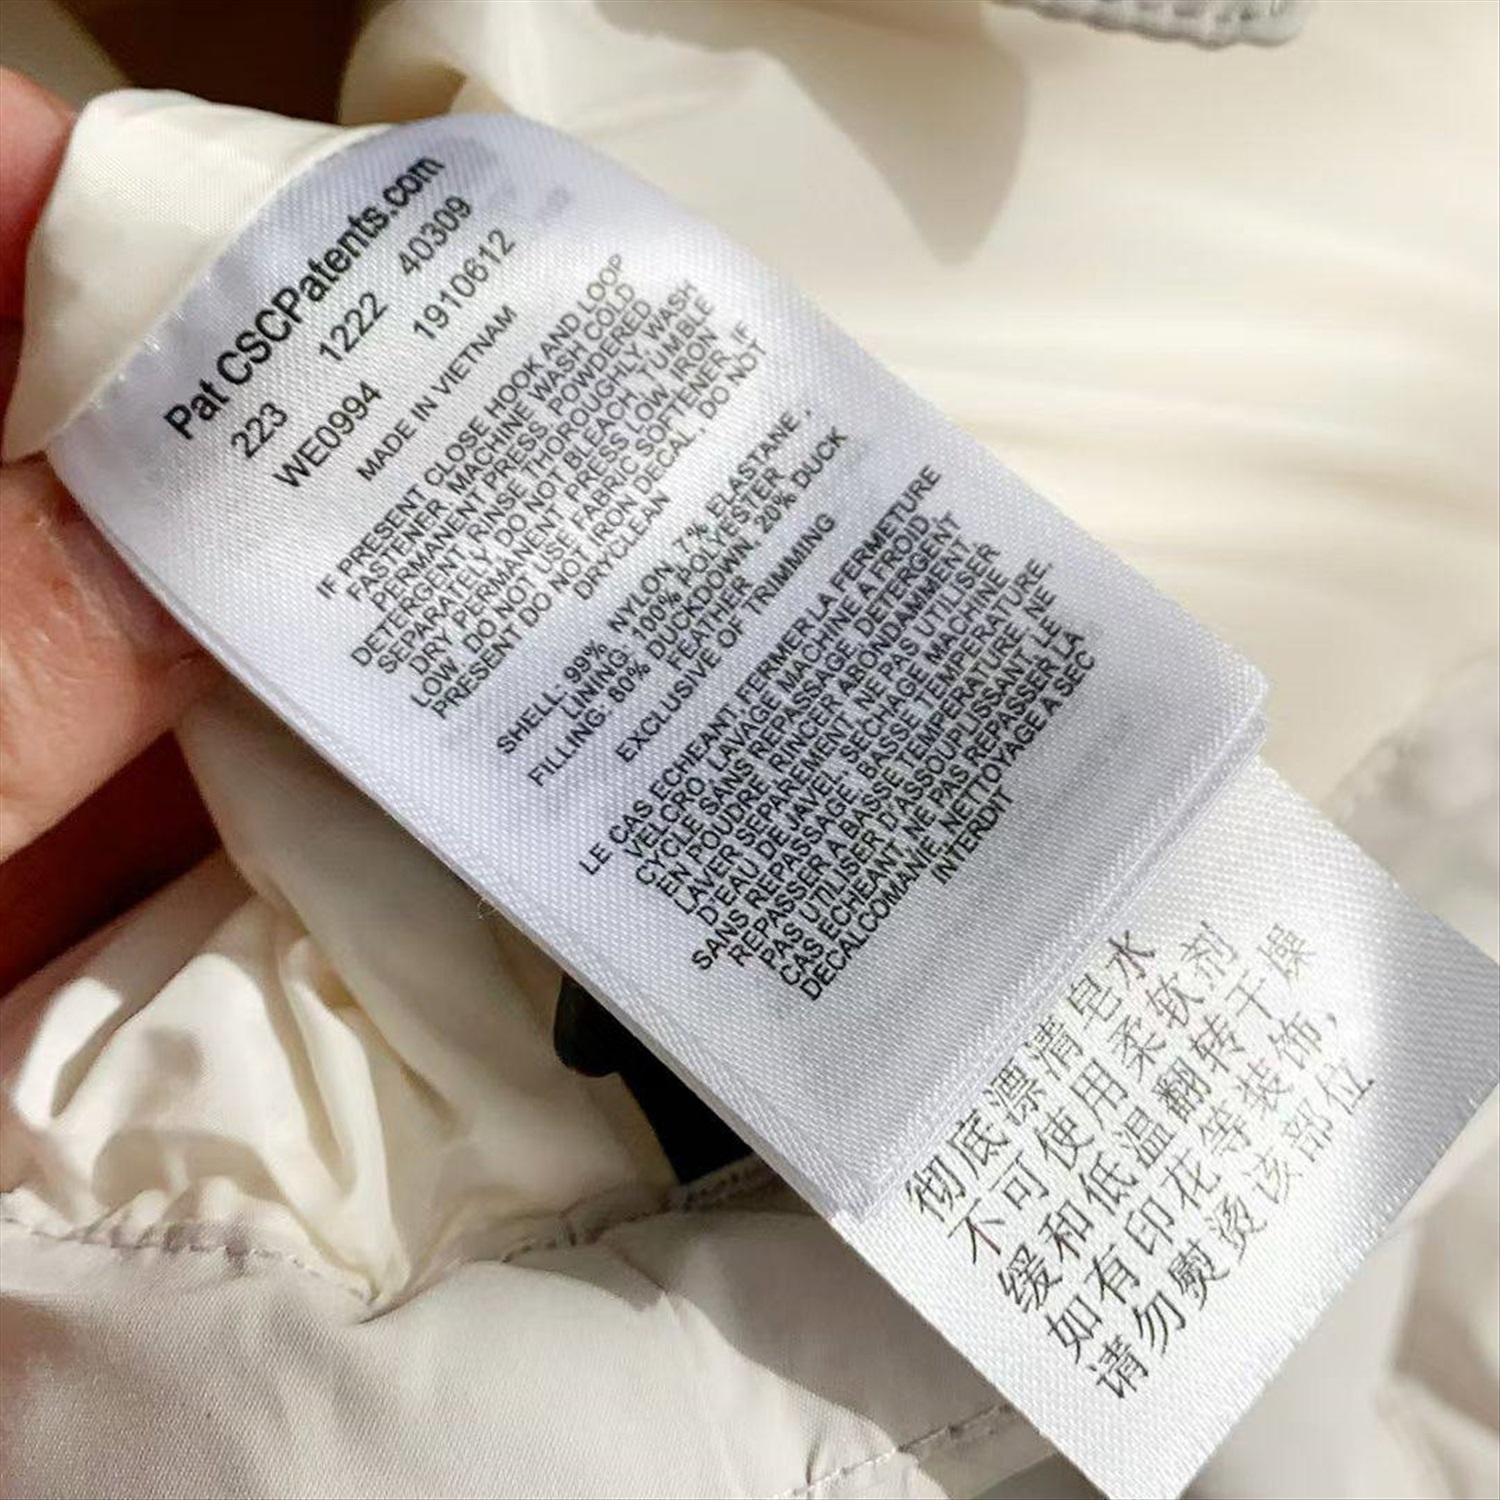 Pat CSCPatents.com
223 1222 40309
WE0994 1910612
MADE IN VIETNAM
IF PRESENT CLOSE HOOK AND LOOP
FASTENER, MACHINE WASH COLD
PERMANENT PRESS, POWDERED
DETERGENT, RINSE THOROUGHLY, WASH
SEPARATELY, DO NOT BLEACH, TUMBLE
DRY PERMANENT PRESS LOW, IRON
LOW, DO NOT USE FABRIC SOFTENER, IF
PRESENT DO NOT IRON DECAL, DO NOT
DRYCLEAN
SHELL: 99% NYLON, 7% ELASTANE,
LINING: 100% POLYESTER
FILLING: 80% DUCKDOWN, 20% DUCK
FEATHER
EXCLUSIVE OF TRIMMING
LE CAS ECHEANT, FERMER LA FERMETURE
VELCRO, LAVAGE MACHINE A FROID,
CYCLE SANS REPASSAGE, DETERGENT
EN POUDRE, RINCER ABONDAMMENT,
LAVER SEPAREMENT, NE PAS UTILISER
D'EAU DE JAVEL, SECHAGE MACHINE
SANS REPASSAGE, BASSE TEMPERATURE,
REPASSER A BASSE TEMPERATURE, NE
PAS UTILISER D'ASSOUPLISSANT, LE
CAS ECHEANT, NE PAS REPASSER LA
DECALCOMANIE, NETTOYAGE A SEC
INTERDIT
彻底漂清皂水
不可使用柔软剂
缓和低温翻转干燥
如有印花等装饰,
请勿熨烫该部位